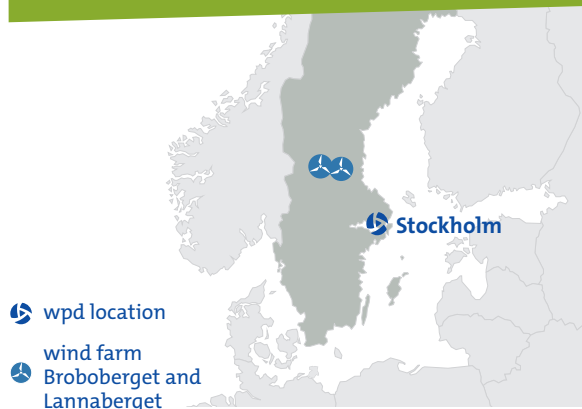 Stockholm
wpd location
wind farm
Broboberget and
Lannaberget